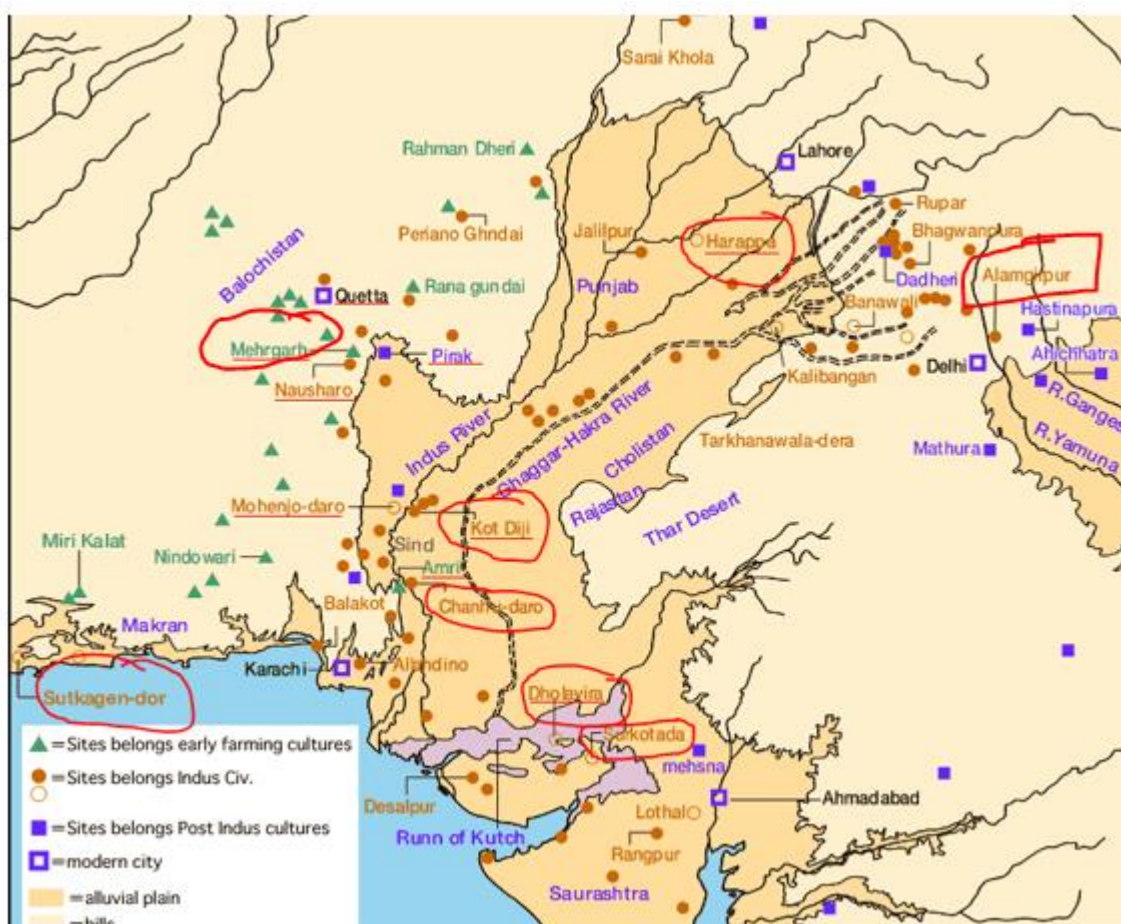 Sarai Khola
Rahman Dheri
Lahore
Rupar
Periano Ghndai
Jalilpur
Harappa
Bhagwanpura
Balochistan
Dadheri
Alamgirpur
Quetta
Rana gundai
Punjab
Banawali
Hastinapura
Mehrgarh
Pirak
Ahichhatra
Nausharo
Kalibangan
Delhi
R.Ganges
Indus River
Ghaggar-Hakra River
Cholistan
Tarkhanawala-dera
Mathura
R.Yamuna
Mohenjo-daro
Rajastan
Thar Desert
Kot Diji
Miri Kalat
Nindowari
Sind
Amri
Balakot
Chanhu-daro
Makran
Karachi
Allahdino
Sutkagen-dor
Dholavira
Surkotada
=Sites belongs early farming cultures
mehsna
=Sites belongs Indus Civ.
Desalpur
Ahmadabad
Lothal
=Sites belongs Post Indus cultures
Runn of Kutch
Rangpur
=modern city
Saurashtra
=alluvial plain
=hills